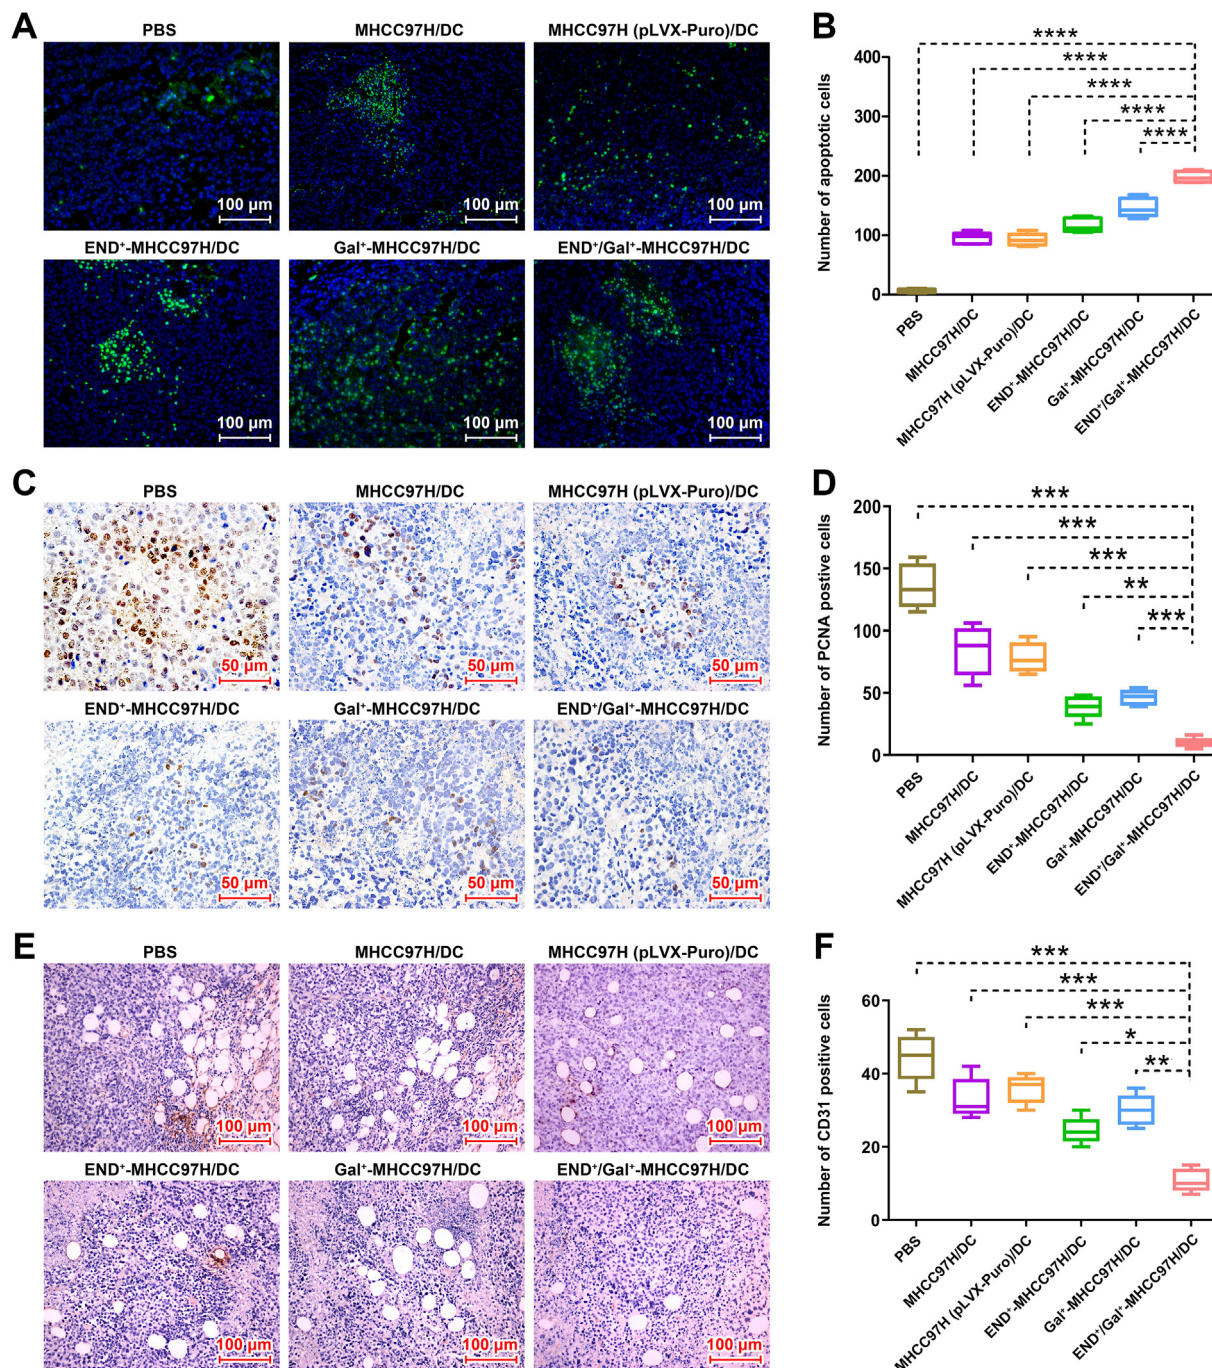 A
PBS
MHCC97H/DC
MHCC97H (pLVX-Puro)/DC
100 µm
100 µm
100 µm
END⁺-MHCC97H/DC
Gal⁺-MHCC97H/DC
END⁺/Gal⁺-MHCC97H/DC
100 µm
100 µm
100 µm
B
Number of apoptotic cells
400
300
200
100
0
****
****
****
****
****
PBS
MHCC97H/DC
MHCC97H (pLVX-Puro)/DC
END⁺-MHCC97H/DC
Gal⁺-MHCC97H/DC
END⁺/Gal⁺-MHCC97H/DC
C
PBS
MHCC97H/DC
MHCC97H (pLVX-Puro)/DC
50 µm
50 µm
50 µm
END⁺-MHCC97H/DC
Gal⁺-MHCC97H/DC
END⁺/Gal⁺-MHCC97H/DC
50 µm
50 µm
50 µm
D
Number of PCNA postive cells
200
150
100
50
0
***
***
***
**
***
PBS
MHCC97H/DC
MHCC97H (pLVX-Puro)/DC
END⁺-MHCC97H/DC
Gal⁺-MHCC97H/DC
END⁺/Gal⁺-MHCC97H/DC
E
PBS
MHCC97H/DC
MHCC97H (pLVX-Puro)/DC
100 µm
100 µm
100 µm
END⁺-MHCC97H/DC
Gal⁺-MHCC97H/DC
END⁺/Gal⁺-MHCC97H/DC
100 µm
100 µm
100 µm
F
Number of CD31 positive cells
60
40
20
0
***
***
***
*
**
PBS
MHCC97H/DC
MHCC97H (pLVX-Puro)/DC
END⁺-MHCC97H/DC
Gal⁺-MHCC97H/DC
END⁺/Gal⁺-MHCC97H/DC